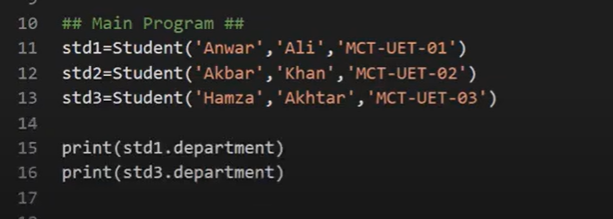 10 ## Main Program ##
11 std1=Student('Anwar','Ali','MCT-UET-01')
12 std2=Student('Akbar','Khan','MCT-UET-02')
13 std3=Student('Hamza','Akhtar','MCT-UET-03')
14
15 print(std1.department)
16 print(std3.department)
17